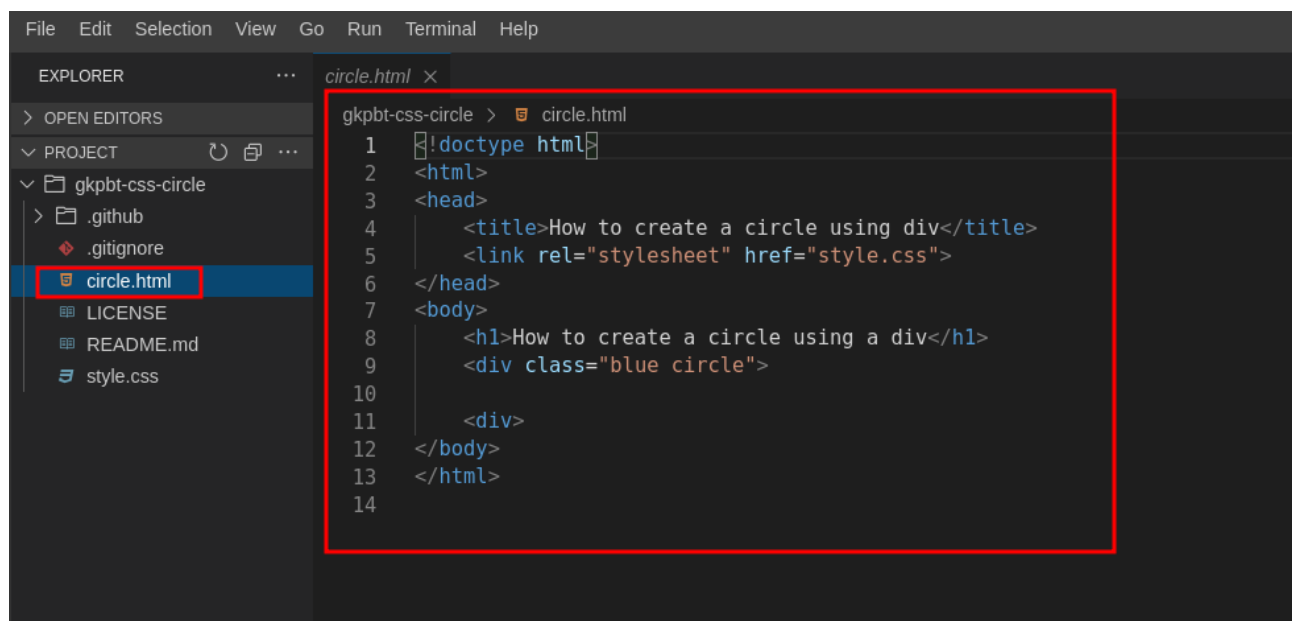 File Edit Selection View Go Run Terminal Help
EXPLORER ...
OPEN EDITORS
PROJECT ...
gkpbt-css-circle
.github
.gitignore
circle.html
LICENSE
README.md
style.css
circle.html ×
gkpbt-css-circle > circle.html
1 <!doctype html>
2 <html>
3 <head>
4 <title>How to create a circle using div</title>
5 <link rel="stylesheet" href="style.css">
6 </head>
7 <body>
8 <h1>How to create a circle using a div</h1>
9 <div class="blue circle">
10
11 <div>
12 </body>
13 </html>
14